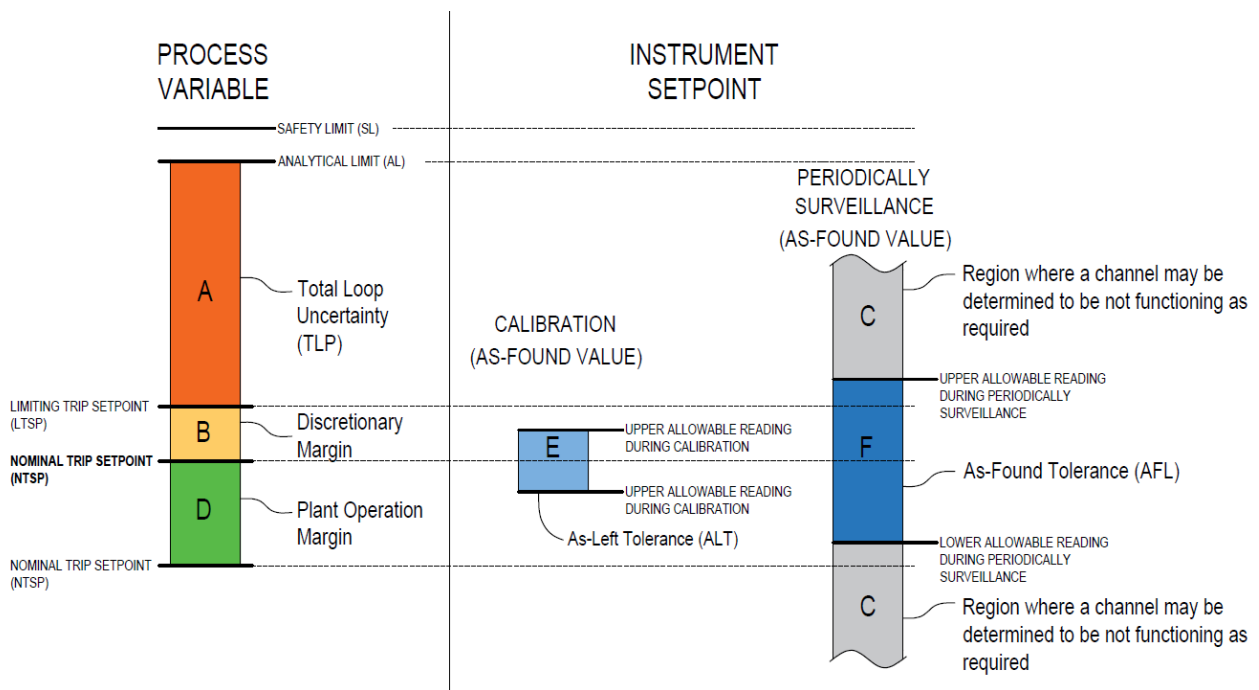 PROCESS
VARIABLE
INSTRUMENT
SETPOINT
SAFETY LIMIT (SL)
ANALYTICAL LIMIT (AL)
A
Total Loop
Uncertainty
(TLP)
LIMITING TRIP SETPOINT
(LTSP)
B
Discretionary
Margin
NOMINAL TRIP SETPOINT
(NTSP)
D
Plant Operation
Margin
NOMINAL TRIP SETPOINT
(NTSP)
CALIBRATION
(AS-FOUND VALUE)
E
UPPER ALLOWABLE READING
DURING CALIBRATION
UPPER ALLOWABLE READING
DURING CALIBRATION
As-Left Tolerance (ALT)
PERIODICALLY
SURVEILLANCE
(AS-FOUND VALUE)
C
Region where a channel may be
determined to be not functioning as
required
UPPER ALLOWABLE READING
DURING PERIODICALLY
SURVEILLANCE
F
As-Found Tolerance (AFL)
LOWER ALLOWABLE READING
DURING PERIODICALLY
SURVEILLANCE
C
Region where a channel may be
determined to be not functioning as
required